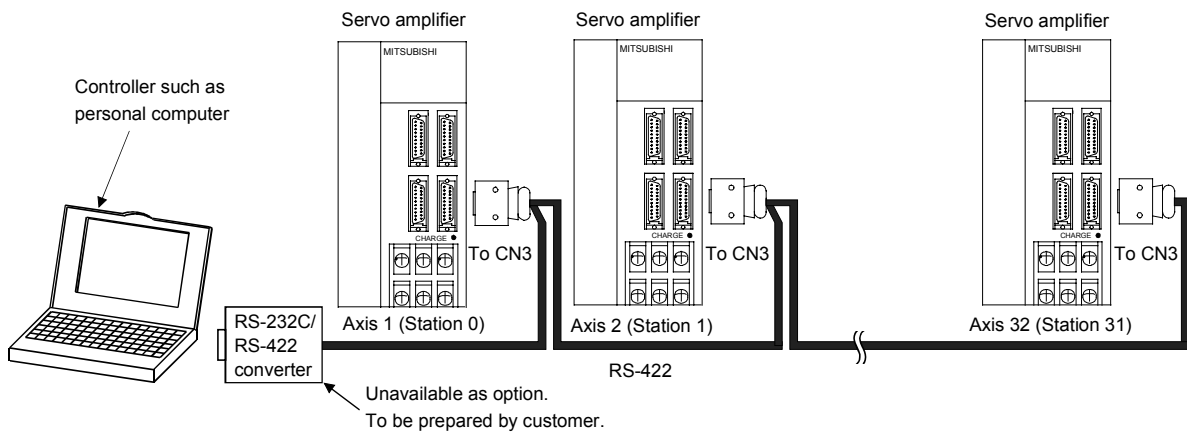 Servo amplifier
Servo amplifier
Servo amplifier
MITSUBISHI
MITSUBISHI
MITSUBISHI
Controller such as
personal computer
CHARGE
CHARGE
CHARGE
To CN3
To CN3
To CN3
RS-232C/
RS-422
converter
Axis 1 (Station 0)
Axis 2 (Station 1)
Axis 32 (Station 31)
RS-422
Unavailable as option.
To be prepared by customer.